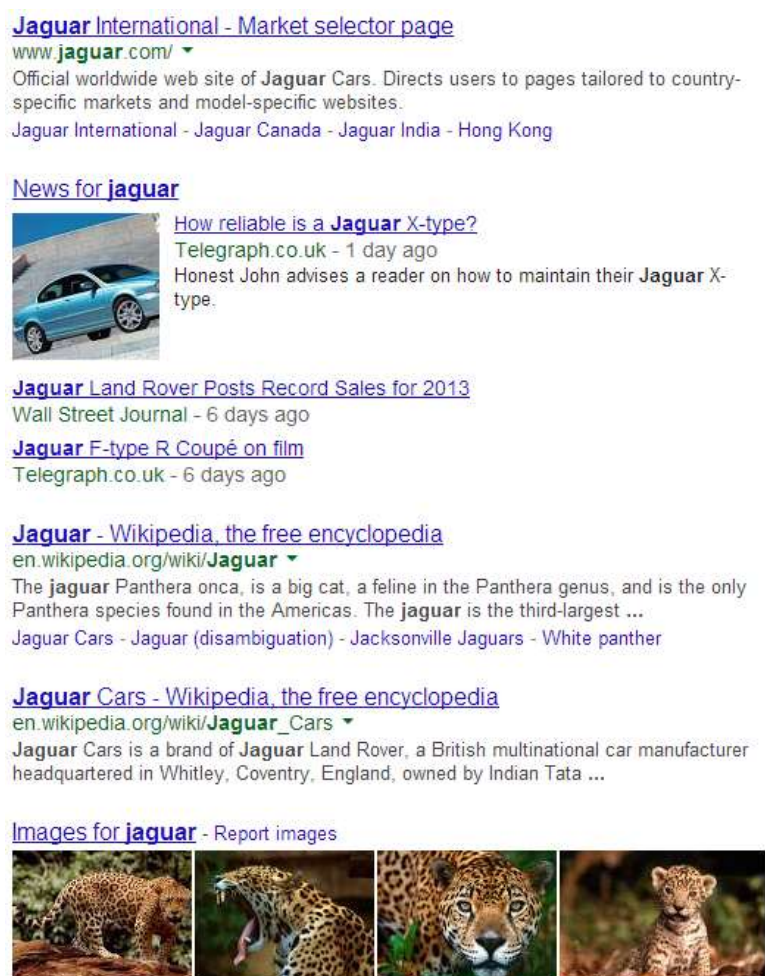 Jaguar International - Market selector page
www.jaguar.com/
Official worldwide web site of Jaguar Cars. Directs users to pages tailored to country-
specific markets and model-specific websites.
Jaguar International - Jaguar Canada - Jaguar India - Hong Kong
News for jaguar
How reliable is a Jaguar X-type?
Telegraph.co.uk - 1 day ago
Honest John advises a reader on how to maintain their Jaguar X-
type.
Jaguar Land Rover Posts Record Sales for 2013
Wall Street Journal - 6 days ago
Jaguar F-type R Coupé on film
Telegraph.co.uk - 6 days ago
Jaguar - Wikipedia, the free encyclopedia
en.wikipedia.org/wiki/Jaguar
The jaguar Panthera onca, is a big cat, a feline in the Panthera genus, and is the only
Panthera species found in the Americas. The jaguar is the third-largest ...
Jaguar Cars - Jaguar (disambiguation) - Jacksonville Jaguars - White panther
Jaguar Cars - Wikipedia, the free encyclopedia
en.wikipedia.org/wiki/Jaguar_Cars
Jaguar Cars is a brand of Jaguar Land Rover, a British multinational car manufacturer
headquartered in Whitley, Coventry, England, owned by Indian Tata ...
Images for jaguar - Report images